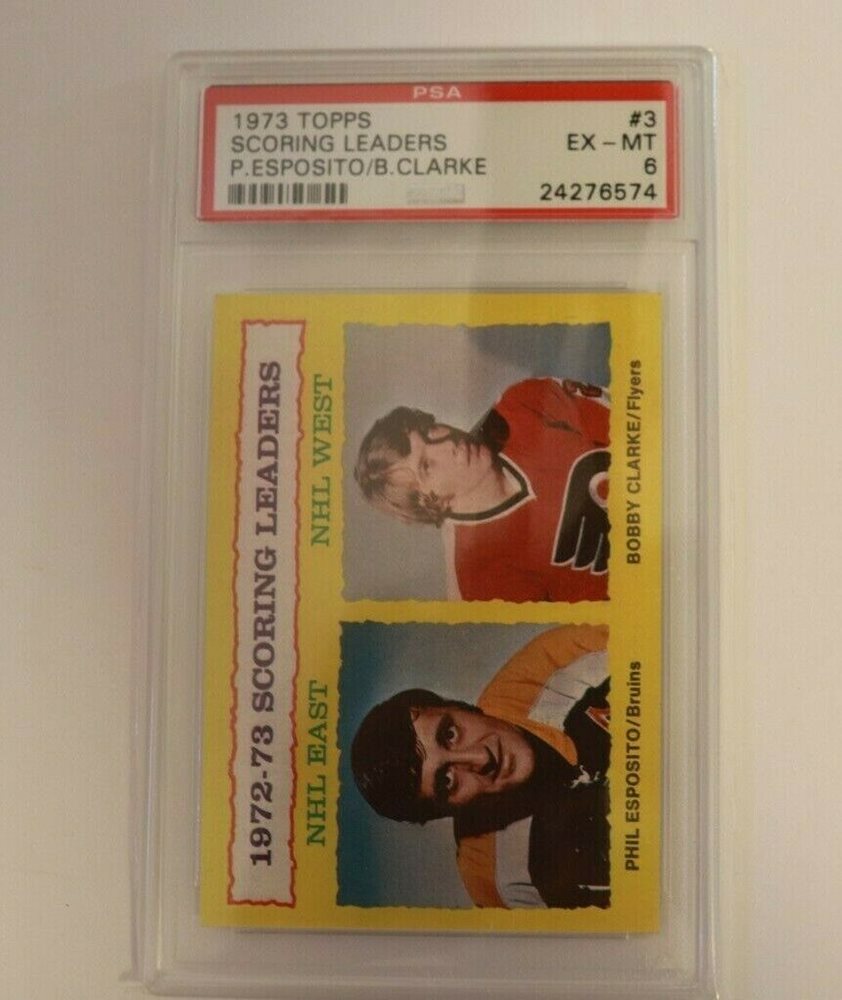 PSA
1973 TOPPS #3
SCORING LEADERS EX - MT
P.ESPOSITO/B.CLARKE 6
24276574
1972-73 SCORING LEADERS
NHL EAST NHL WEST
PHIL ESPOSITO/Bruins BOBBY CLARKE/Flyers